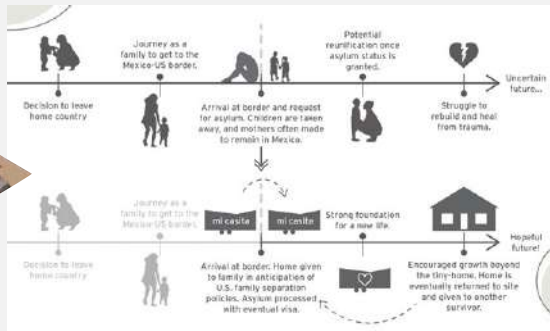 Journey as a
family to get to the
Mexico-US border.
Potential
reunification once
asylum status is
granted.
Uncertain
future...
Decision to leave
home country
Arrival at border and request
for asylum. Children are taken
away, and mothers often made
to remain in Mexico.
Struggle to
rebuild and heal
from trauma.
Journey as a
family to get to the
Mexico-US border.
mi casita
mi casita
Strong foundation
for a new life.
Hopeful
future!
Decision to leave
home country
Arrival at border. Home given
to family in anticipation of
U.S. family separation
policies. Asylum processed
with eventual visa.
Encouraged growth beyond
the tiny-home. Home is
eventually returned to site
and given to another
survivor.